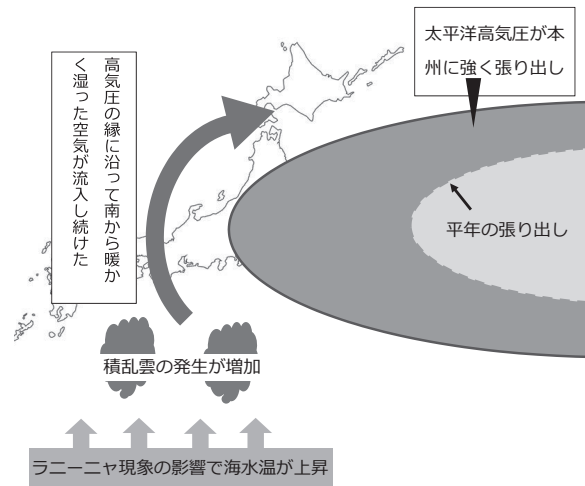 太平洋高気圧が本
州に強く張り出し
高気圧の縁に沿って南から暖か
く湿った空気が流入し続けた
平年の張り出し
積乱雲の発生が増加
ラニーニャ現象の影響で海水温が上昇